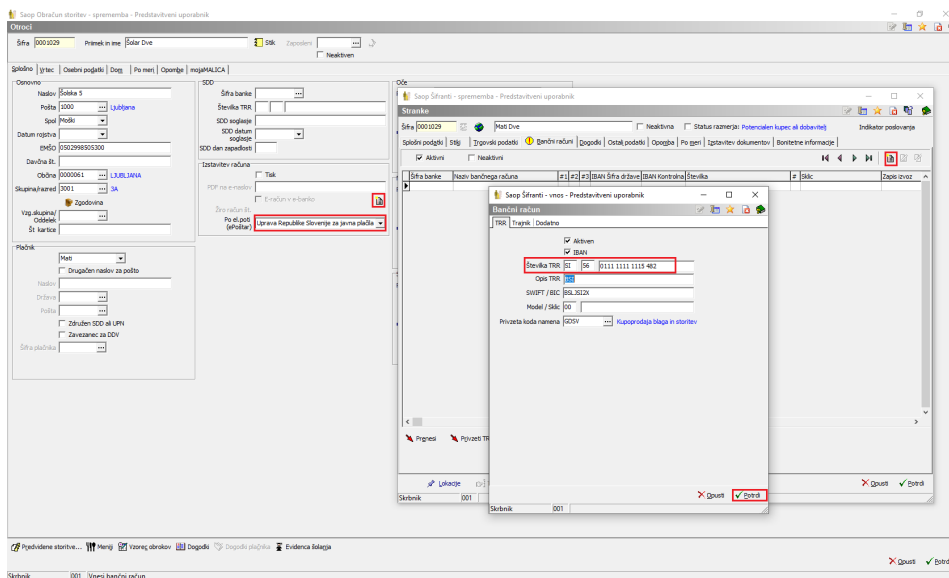 Saop Obračun storitev - sprememba - Predstavitveni uporabnik
Otroci
Šifra 0001029 Priimek in ime Šolar Dve Stik Zaposleni
Neaktiven
Splošno Vrtec Osebni podatki Dom Po meri Opombe mojaMALICA
Osnovno
Naslov Šolska 5
Pošta 1000 Ljubljana
Spol Moški
Datum rojstva
EMŠO 0502998505300
Davčna št.
Občina 0000061 LJUBLJANA
Skupina/razred 3001 3A
Zgodovina
Vzg.skupina/
Oddelek
Št kartice
Plačnik
Mati
Drugačen naslov za pošto
Naslov
Država
Pošta
Združen SDD ali UPN
Zavezanec za DDV
Šifra plačnika
SDD
Šifra banke
Številka TRR
SDD soglasje
SDD datum
soglasje
SDD dan zapadlosti
Izstavitev računa
Tisk
PDF na e-naslov
E-račun v e-banko
Žiro račun št.
Po el.poti
(ePoštar) Uprava Republike Slovenije za javna plačila
Oče
Saop Šifranti - sprememba - Predstavitveni uporabnik
Stranke
Šifra 0001029 Mati Dve Neaktivna Status razmerja: Potencialen kupec ali dobavitelj Indikator poslovanja
Splošni podatki Stiki Trgovski podatki Bančni računi Dogodki Ostali podatki Opomba Po meri Izstavitev dokumentov Bonitetne informacije
Aktivni Neaktivni
Šifra banke Naziv bančnega računa #1 #2 #3 IBAN Šifra države IBAN Kontrolna Številka # Sklic Zapis izvoz
Prenesi Privzeti TR
Lokacije
Opusti Potrdi
Skrbnik 001
Saop Šifranti - vnos - Predstavitveni uporabnik
Bančni račun
TRR Trajnik Dodatno
Aktiven
IBAN
Številka TRR SI 56 0111 1111 1115 482
Opis TRR
SWIFT / BIC BSLJSI2X
Model / Sklic 00
Privzeta koda namena GDSV Kupoprodaja blaga in storitev
Opusti Potrdi
Skrbnik 001
Predvidene storitve... Meniji Vzorec obrokov Dogodki Dogodki plačnika Evidenca šolanja
Opusti Potrdi
Skrbnik 001 Vnesi bančni račun